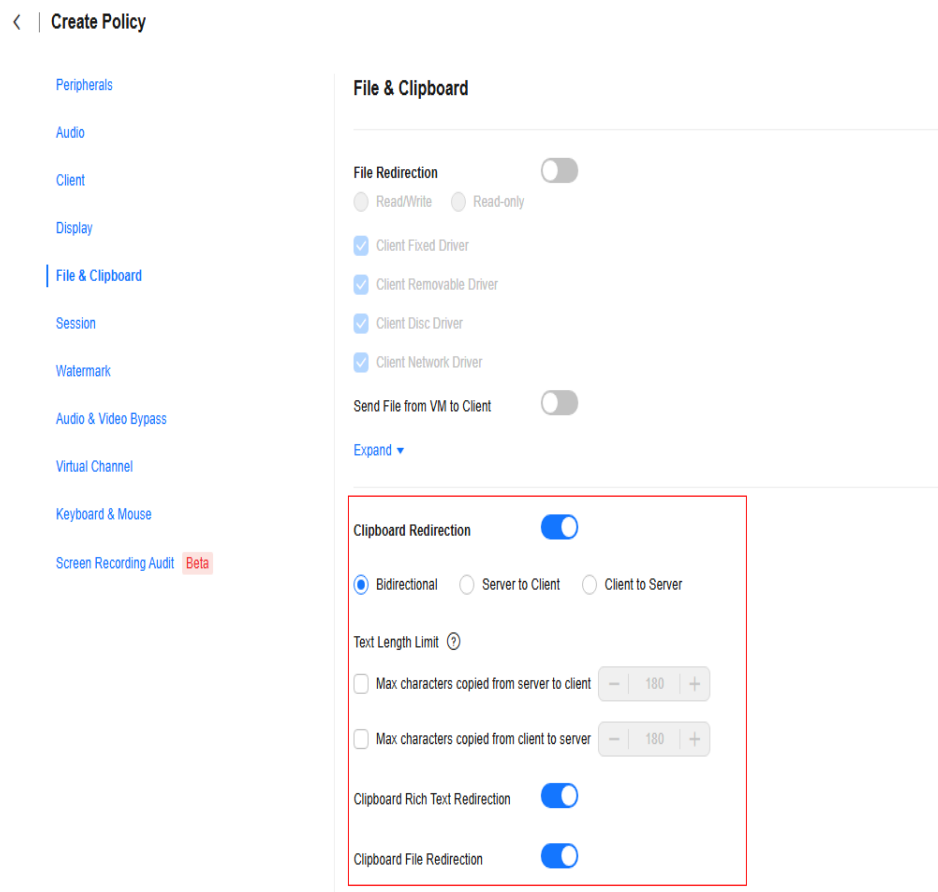 Create Policy
Peripherals
Audio
Client
Display
File & Clipboard
Session
Watermark
Audio & Video Bypass
Virtual Channel
Keyboard & Mouse
Screen Recording Audit Beta
File & Clipboard
File Redirection
Read/Write Read-only
Client Fixed Driver
Client Removable Driver
Client Disc Driver
Client Network Driver
Send File from VM to Client
Expand
Clipboard Redirection
Bidirectional Server to Client Client to Server
Text Length Limit ?
Max characters copied from server to client − 180 +
Max characters copied from client to server − 180 +
Clipboard Rich Text Redirection
Clipboard File Redirection